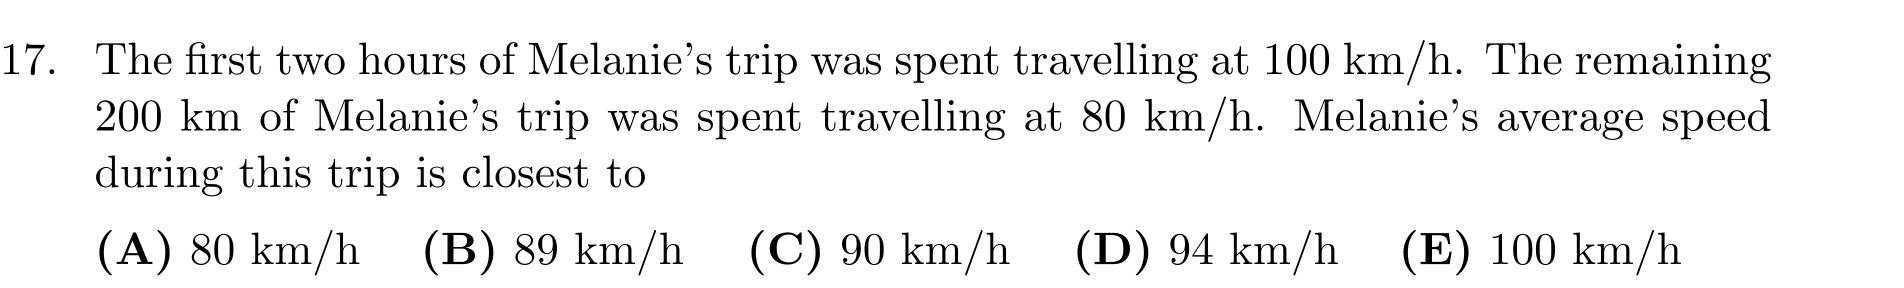 17. The first two hours of Melanie's trip was spent travelling at 100 km/h. The remaining
200 km of Melanie's trip was spent travelling at 80 km/h. Melanie's average speed
during this trip is closest to
(A) 80 km/h (B) 89 km/h (C) 90 km/h (D) 94 km/h (E) 100 km/h